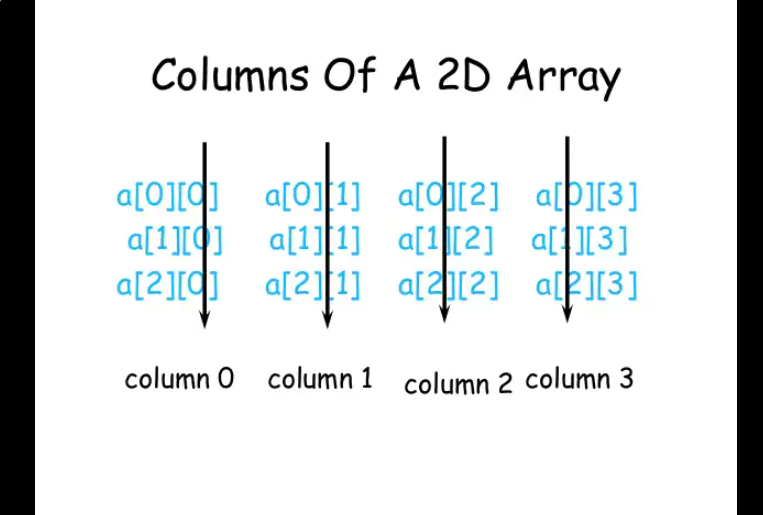 Columns Of A 2D Array
a[0][0] a[0][1] a[0][2] a[0][3]
a[1][0] a[1][1] a[1][2] a[1][3]
a[2][0] a[2][1] a[2][2] a[2][3]
column 0 column 1 column 2 column 3